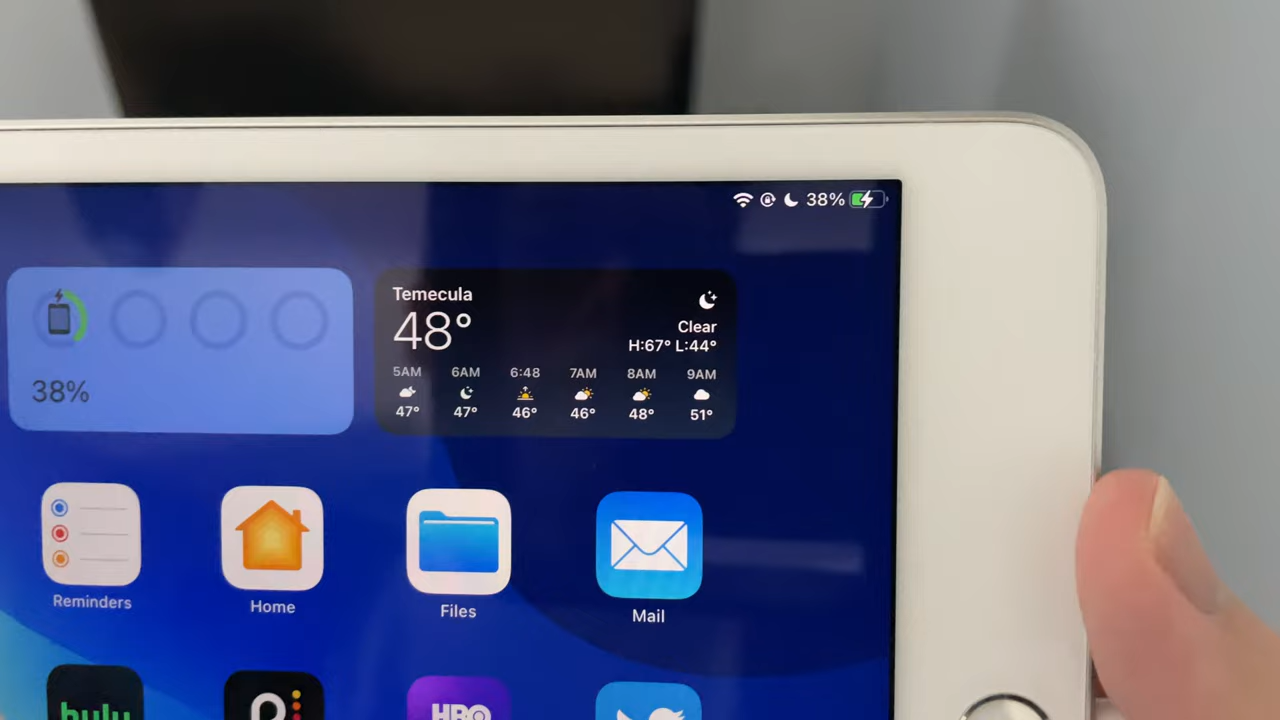 38%
38%
Temecula
48°
Clear
H:67° L:44°
5AM 6AM 6:48 7AM 8AM 9AM
47° 47° 46° 46° 48° 51°
Reminders
Home
Files
Mail
hulu
HBO